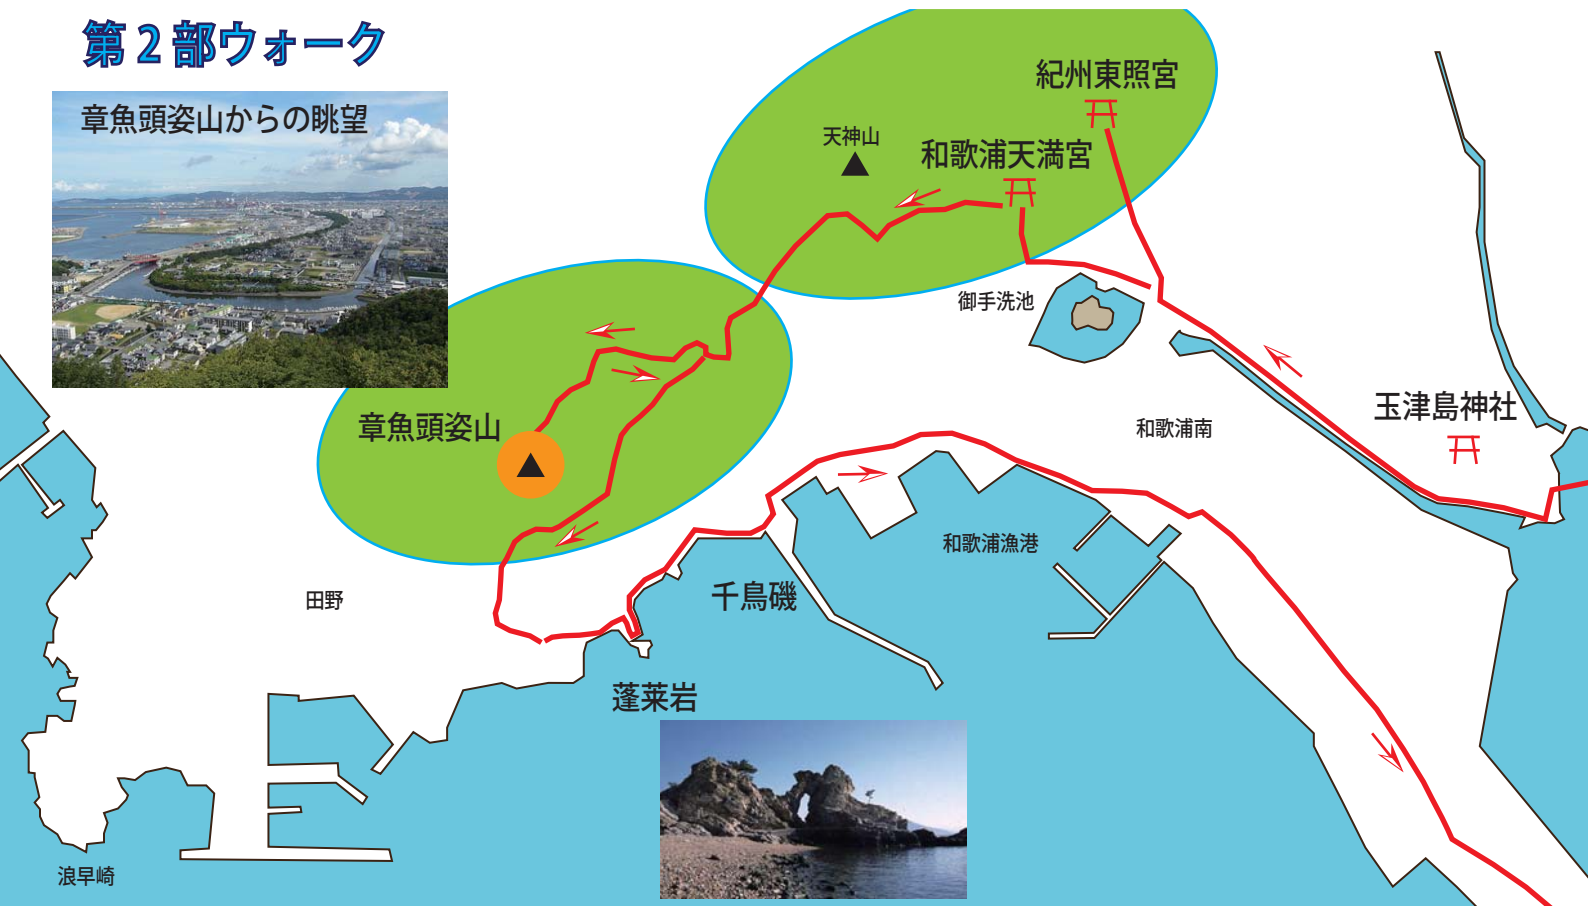 第2部ウォーク
章魚頭姿山からの眺望
紀州東照宮
天神山
和歌浦天満宮
御手洗池
玉津島神社
章魚頭姿山
和歌浦南
和歌浦漁港
田野
千鳥磯
蓬莱岩
浪早崎